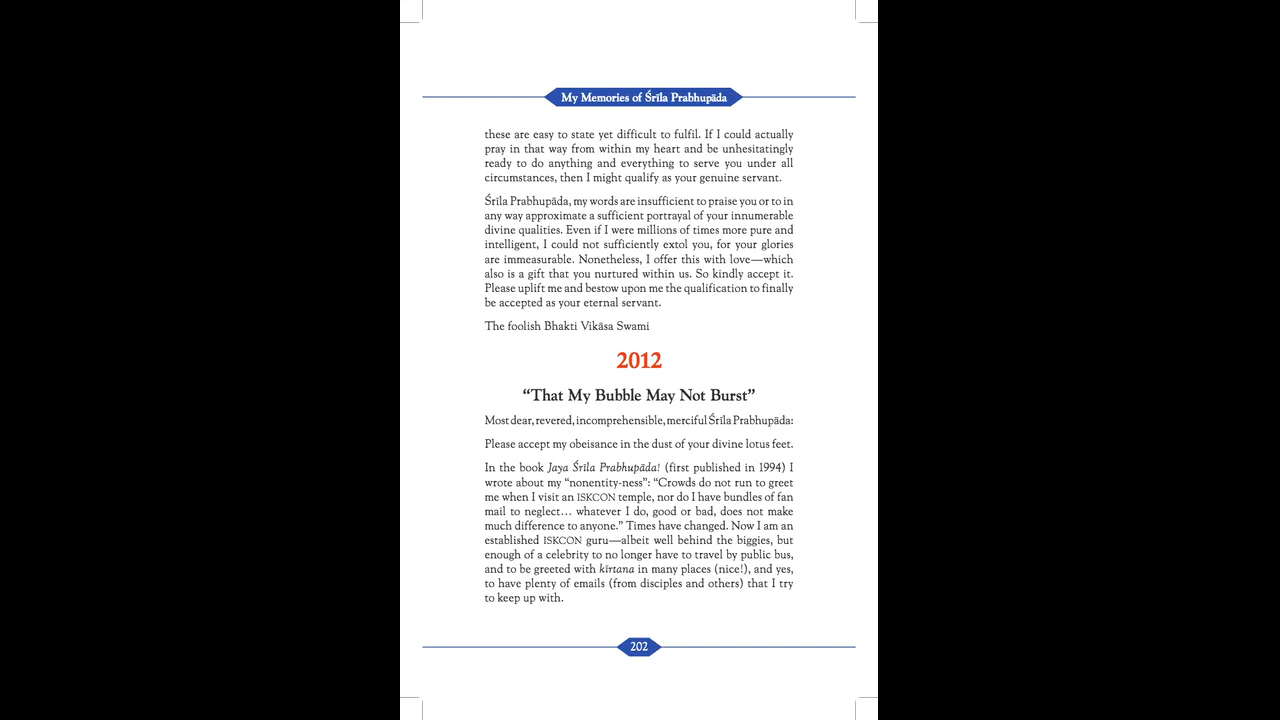 My Memories of Śrīla Prabhupāda
these are easy to state yet difficult to fulfil. If I could actually
pray in that way from within my heart and be unhesitatingly
ready to do anything and everything to serve you under all
circumstances, then I might qualify as your genuine servant.
Śrīla Prabhupāda, my words are insufficient to praise you or to in
any way approximate a sufficient portrayal of your innumerable
divine qualities. Even if I were millions of times more pure and
intelligent, I could not sufficiently extol you, for your glories
are immeasurable. Nonetheless, I offer this with love—which
also is a gift that you nurtured within us. So kindly accept it.
Please uplift me and bestow upon me the qualification to finally
be accepted as your eternal servant.
The foolish Bhakti Vikāsa Swami
2012
“That My Bubble May Not Burst”
Most dear, revered, incomprehensible, merciful Śrīla Prabhupāda:
Please accept my obeisance in the dust of your divine lotus feet.
In the book Jaya Śrīla Prabhupāda! (first published in 1994) I
wrote about my “nonentity-ness”: “Crowds do not run to greet
me when I visit an ISKCON temple, nor do I have bundles of fan
mail to neglect… whatever I do, good or bad, does not make
much difference to anyone.” Times have changed. Now I am an
established ISKCON guru—albeit well behind the biggies, but
enough of a celebrity to no longer have to travel by public bus,
and to be greeted with kīrtana in many places (nice!), and yes,
to have plenty of emails (from disciples and others) that I try
to keep up with.
202